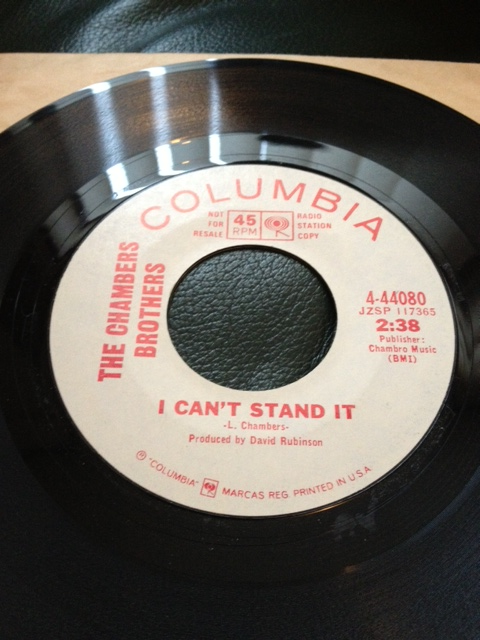 COLUMBIA
NOT FOR RESALE
45 RPM
RADIO STATION COPY
THE CHAMBERS
BROTHERS
4-44080
JZSP 117365
2:38
Publisher:
Chambro Music
(BMI)
I CAN'T STAND IT
-L. Chambers-
Produced by David Rubinson
® "COLUMBIA" MARCAS REG. PRINTED IN U.S.A.